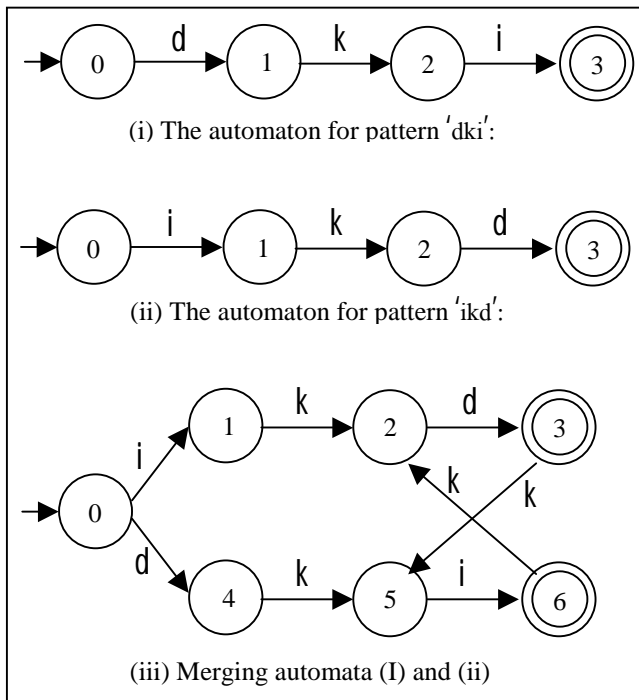 d k i
0 1 2 3
(i) The automaton for pattern 'dki':
i k d
0 1 2 3
(ii) The automaton for pattern 'ikd':
k d
1 2 3
i k k
0
d k i
4 5 6
(iii) Merging automata (I) and (ii)